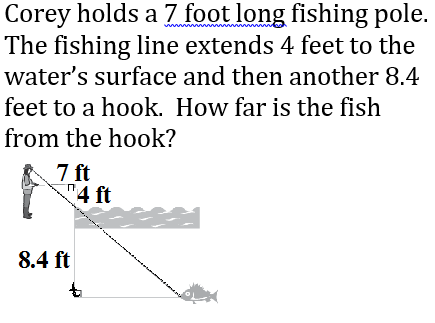 Corey holds a 7 foot long fishing pole.
The fishing line extends 4 feet to the
water's surface and then another 8.4
feet to a hook.  How far is the fish
from the hook?
7 ft
4 ft
8.4 ft